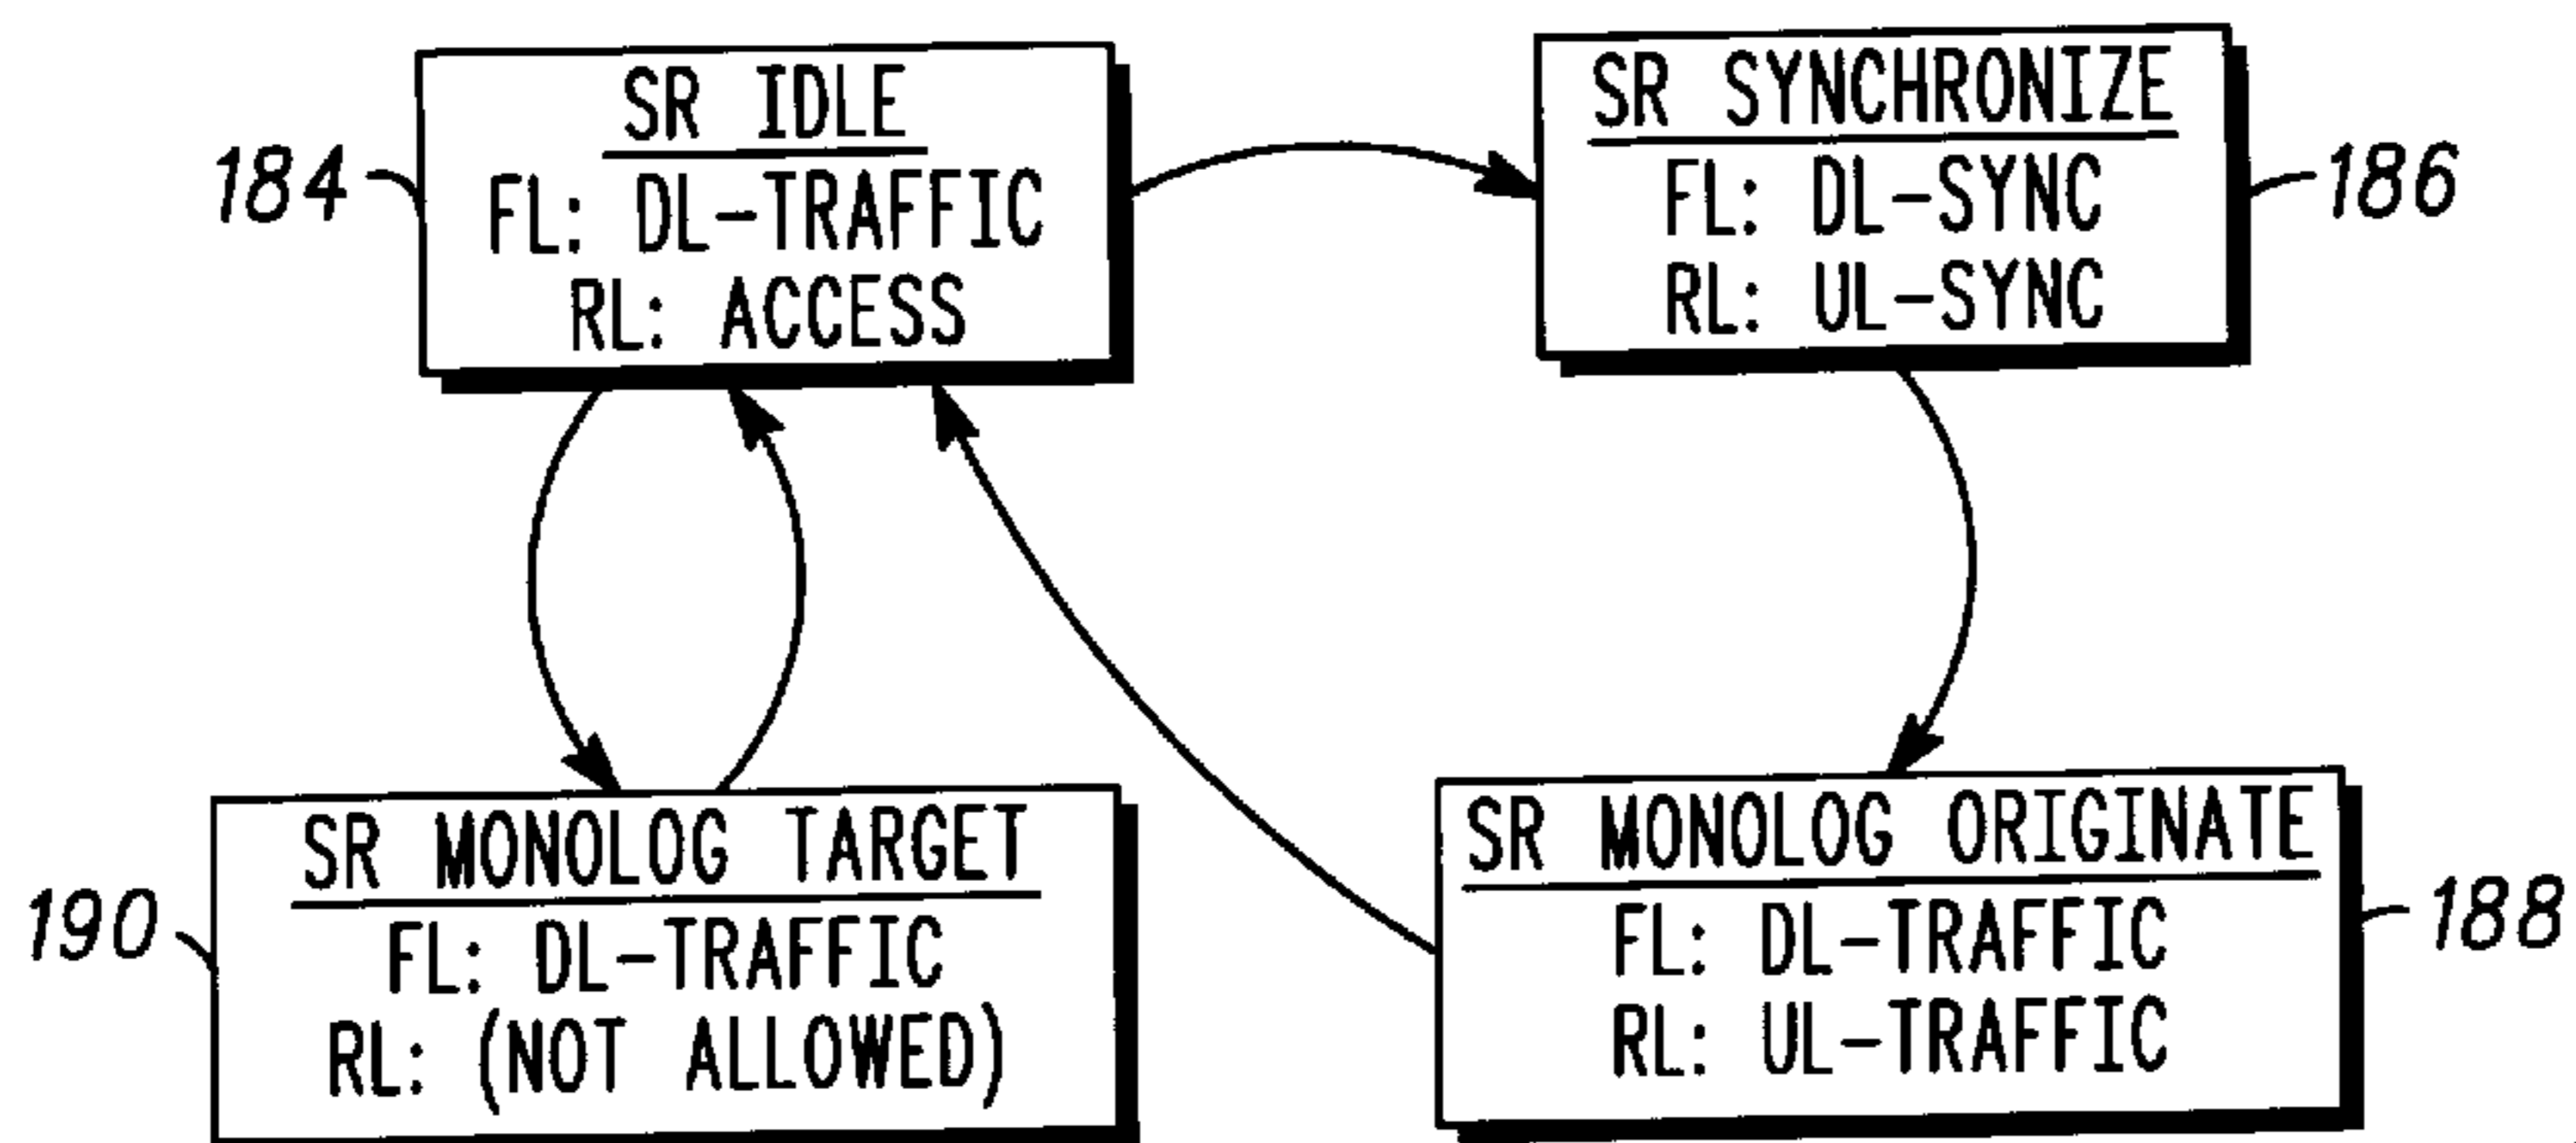 184
SR IDLE
FL: DL-TRAFFIC
RL: ACCESS
SR SYNCHRONIZE
FL: DL-SYNC
RL: UL-SYNC
186
190
SR MONOLOG TARGET
FL: DL-TRAFFIC
RL: (NOT ALLOWED)
SR MONOLOG ORIGINATE
FL: DL-TRAFFIC
RL: UL-TRAFFIC
188